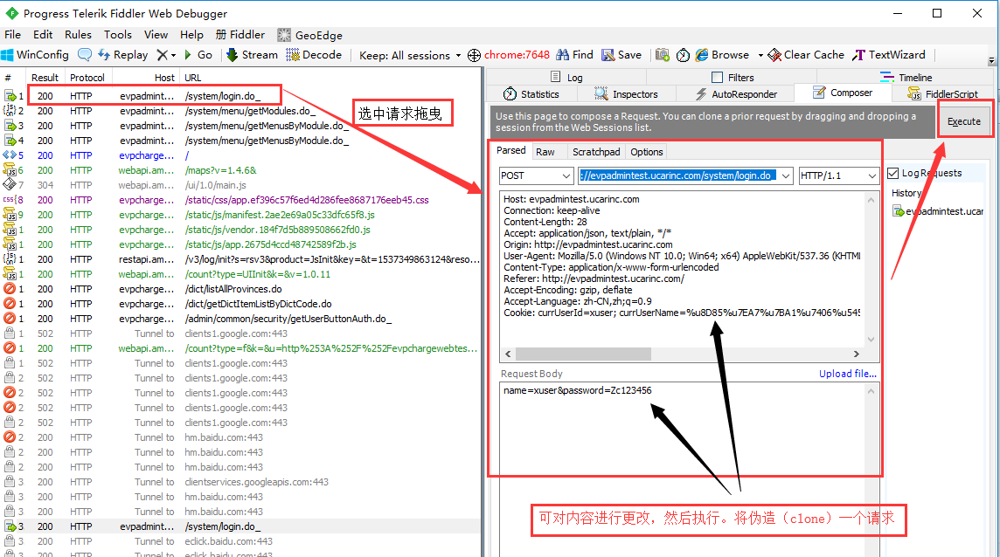 Progress Telerik Fiddler Web Debugger
File Edit Rules Tools View Help 册 Fiddler GeoEdge
WinConfig Replay Go Stream Decode Keep: All sessions chrome:7648 Find Save Browse Clear Cache TextWizard
# Result Protocol Host URL
1 200 HTTP evpadmint... /system/login.do_
2 200 HTTP evpadmint... /system/menu/getModules.do_
3 200 HTTP evpadmint... /system/menu/getMenusByModule.do_
4 200 HTTP evpadmint... /system/menu/getMenusByModule.do_
5 200 HTTP evpcharge... /
6 200 HTTP webapi.am... /maps?v=1.4.6&
7 304 HTTP webapi.am... /ui/1.0/main.js
8 200 HTTP evpcharge... /static/css/app.ef396c57f6ed4d286fee8687176eeb45.css
9 200 HTTP evpcharge... /static/js/manifest.2ae2e69a05c33dfc65f8.js
1 200 HTTP evpcharge... /static/js/vendor.184f7d5b889508662fd0.js
1 200 HTTP evpcharge... /static/js/app.2675d4ccd48742589f2b.js
1 200 HTTP restapi.am... /v3/log/init?s=rsv3&product=JsInit&key=&t=1537349863124&reso...
1 200 HTTP webapi.am... /count?type=UIInit&k=&v=1.0.11
1 200 HTTP evpcharge... /dict/listAllProvinces.do
1 200 HTTP evpcharge... /dict/getDictItemListByDictCode.do
1 200 HTTP evpcharge... /admin/common/security/getUserButtonAuth.do_
1 502 HTTP Tunnel to clients1.google.com:443
1 200 HTTP webapi.am... /count?type=f&k=&u=http%253A%252F%252Fevpchargewebtes...
1 502 HTTP Tunnel to clients1.google.com:443
2 502 HTTP Tunnel to clients1.google.com:443
2 502 HTTP Tunnel to clients1.google.com:443
2 502 HTTP Tunnel to clients1.google.com:443
2 502 HTTP Tunnel to clients1.google.com:443
2 200 HTTP Tunnel to hm.baidu.com:443
2 200 HTTP Tunnel to hm.baidu.com:443
2 200 HTTP Tunnel to hm.baidu.com:443
3 200 HTTP Tunnel to clientservices.googleapis.com:443
3 200 HTTP Tunnel to hm.baidu.com:443
3 200 HTTP Tunnel to hm.baidu.com:443
3 200 HTTP evpadmint... /system/login.do_
3 200 HTTP Tunnel to eclick.baidu.com:443
3 200 HTTP Tunnel to eclick.baidu.com:443
选中请求拖曳
Log Filters Timeline
Statistics Inspectors AutoResponder Composer FiddlerScript
Use this page to compose a Request. You can clone a prior request by dragging and dropping a
session from the Web Sessions list.
Execute
Parsed Raw Scratchpad Options
POST ://evpadmintest.ucarinc.com/system/login.do_ HTTP/1.1
Log Requests
History
evpadmintest.ucar
Host: evpadmintest.ucarinc.com
Connection: keep-alive
Content-Length: 28
Accept: application/json, text/plain, */*
Origin: http://evpadmintest.ucarinc.com
User-Agent: Mozilla/5.0 (Windows NT 10.0; Win64; x64) AppleWebKit/537.36 (KHTM
Content-Type: application/x-www-form-urlencoded
Referer: http://evpadmintest.ucarinc.com/
Accept-Encoding: gzip, deflate
Accept-Language: zh-CN,zh;q=0.9
Cookie: currUserId=xuser; currUserName=%u8D85%u7EA7%u7BA1%u7406%u545
Request Body Upload file...
name=xuser&password=Zc123456
可对内容进行更改，然后执行。将伪造（clone）一个请求